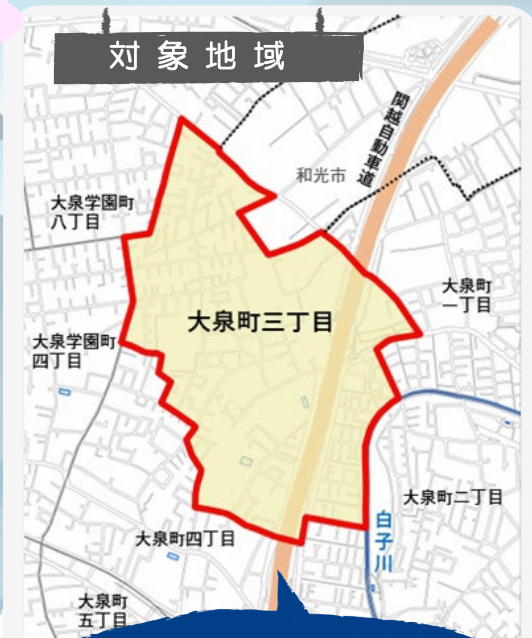 対象地域
関越自動車道
和光市
大泉学園町
八丁目
大泉町
一丁目
大泉町三丁目
大泉学園町
四丁目
大泉町二丁目
白子川
大泉町四丁目
大泉町
五丁目